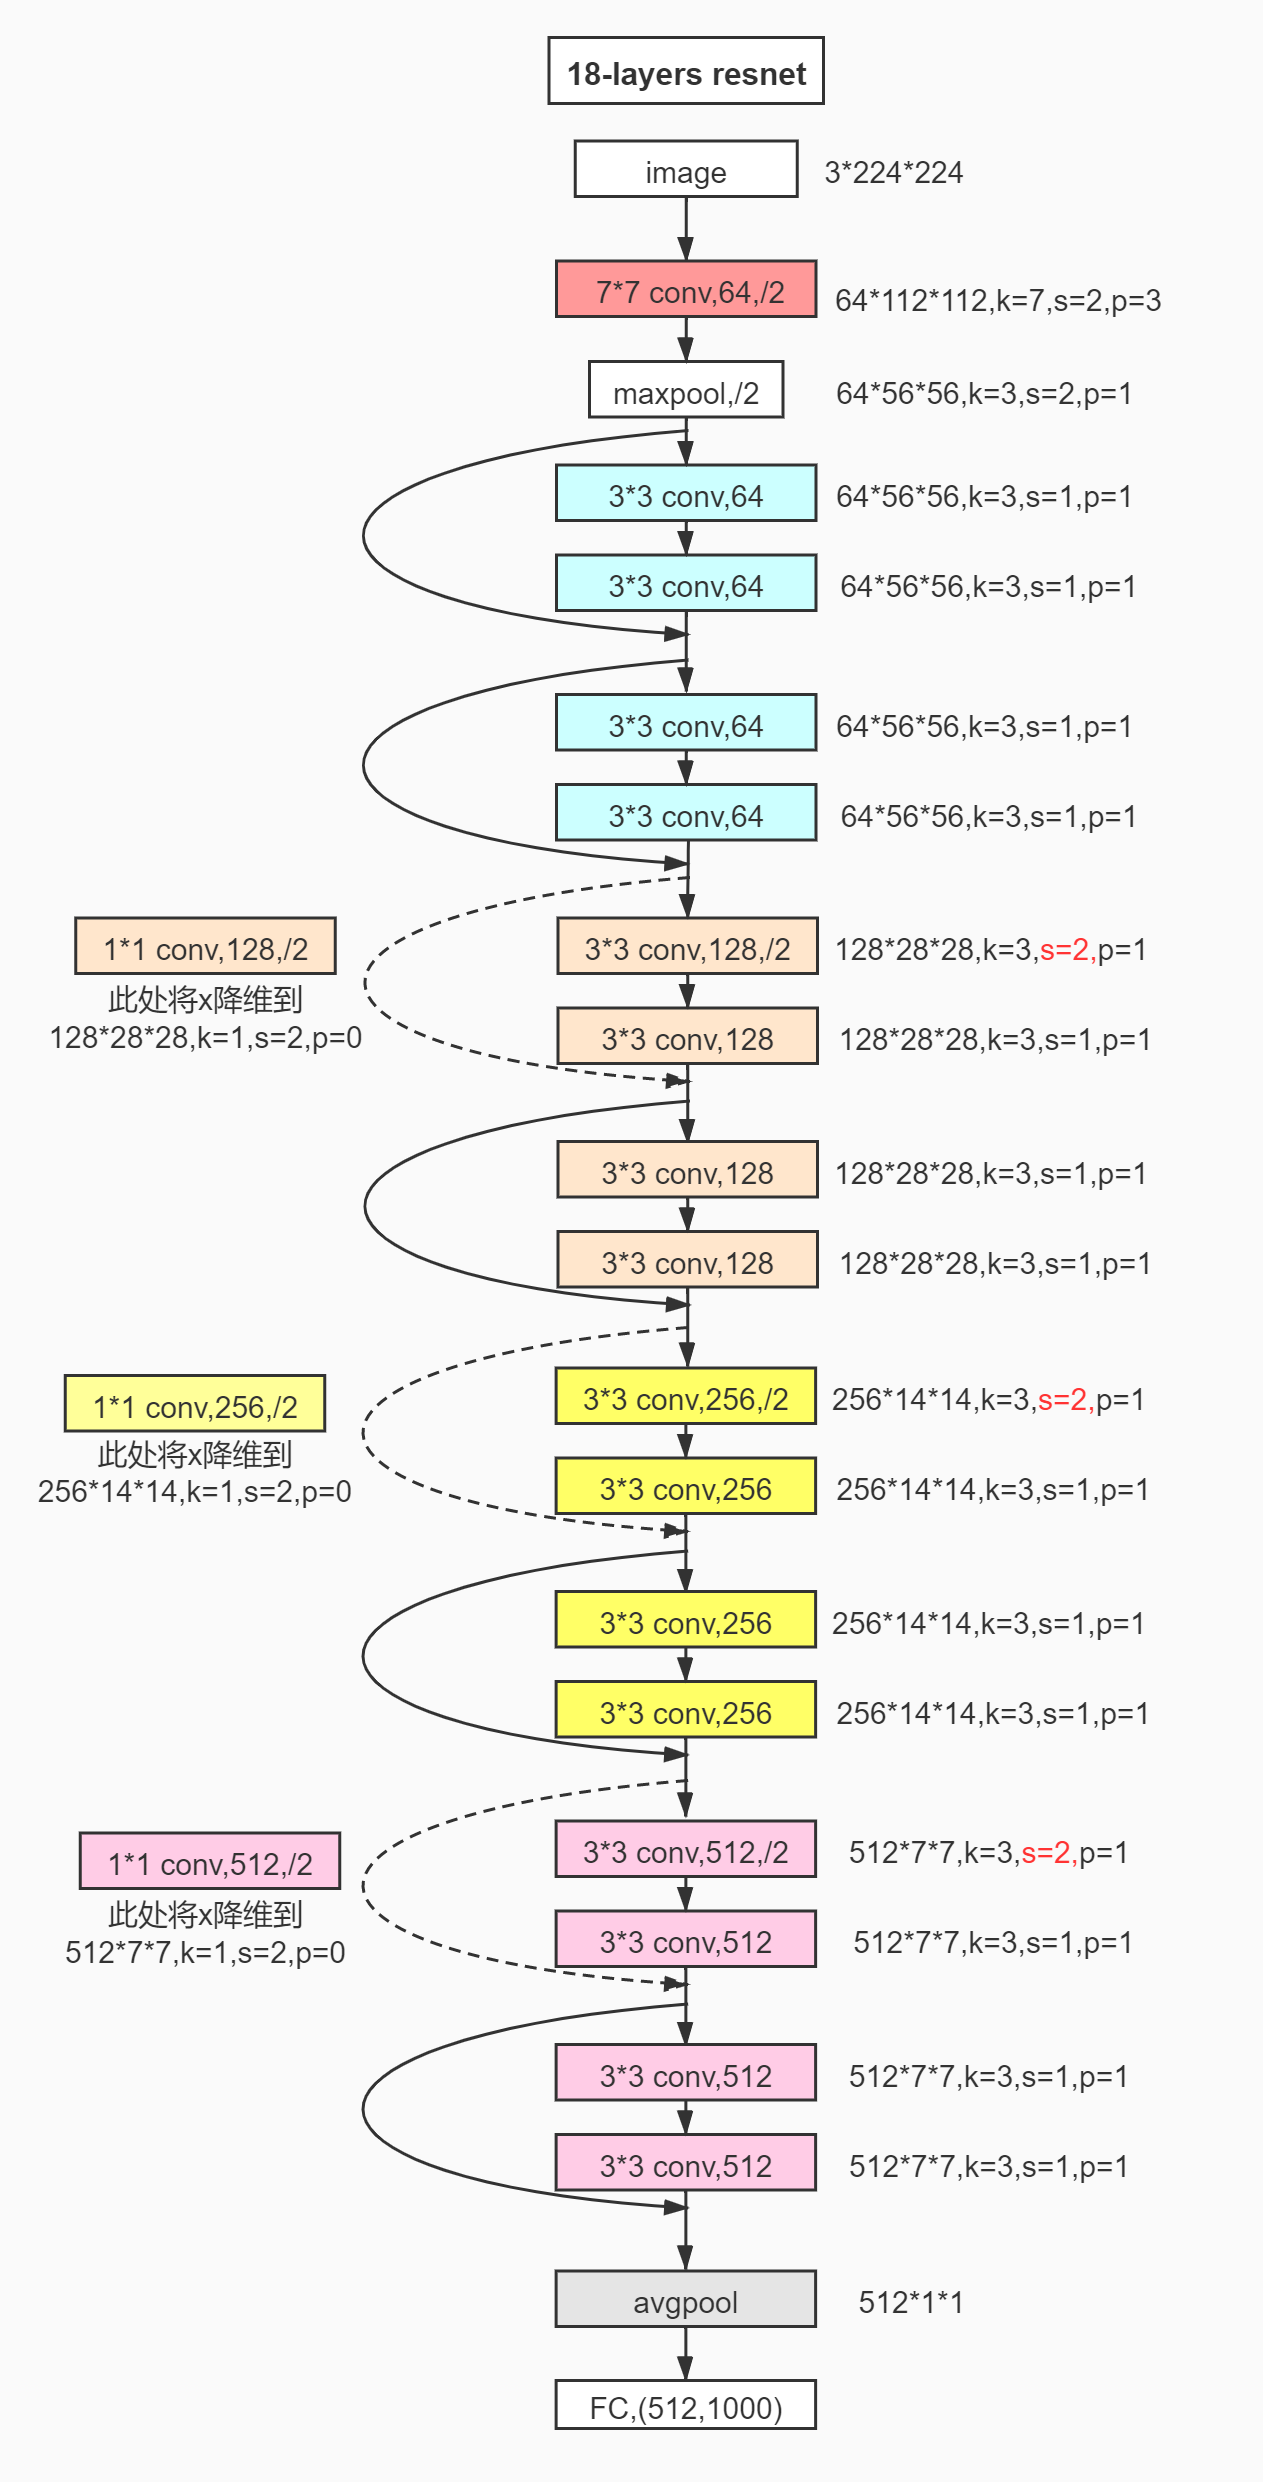 18-layers resnet
image
3*224*224
7*7 conv,64,/2
64*112*112,k=7,s=2,p=3
maxpool,/2
64*56*56,k=3,s=2,p=1
3*3 conv,64
64*56*56,k=3,s=1,p=1
3*3 conv,64
64*56*56,k=3,s=1,p=1
3*3 conv,64
64*56*56,k=3,s=1,p=1
3*3 conv,64
64*56*56,k=3,s=1,p=1
1*1 conv,128,/2
此处将x降维到
128*28*28,k=1,s=2,p=0
3*3 conv,128,/2
128*28*28,k=3,s=2,p=1
3*3 conv,128
128*28*28,k=3,s=1,p=1
3*3 conv,128
128*28*28,k=3,s=1,p=1
3*3 conv,128
128*28*28,k=3,s=1,p=1
1*1 conv,256,/2
此处将x降维到
256*14*14,k=1,s=2,p=0
3*3 conv,256,/2
256*14*14,k=3,s=2,p=1
3*3 conv,256
256*14*14,k=3,s=1,p=1
3*3 conv,256
256*14*14,k=3,s=1,p=1
3*3 conv,256
256*14*14,k=3,s=1,p=1
1*1 conv,512,/2
此处将x降维到
512*7*7,k=1,s=2,p=0
3*3 conv,512,/2
512*7*7,k=3,s=2,p=1
3*3 conv,512
512*7*7,k=3,s=1,p=1
3*3 conv,512
512*7*7,k=3,s=1,p=1
3*3 conv,512
512*7*7,k=3,s=1,p=1
avgpool
512*1*1
FC,(512,1000)